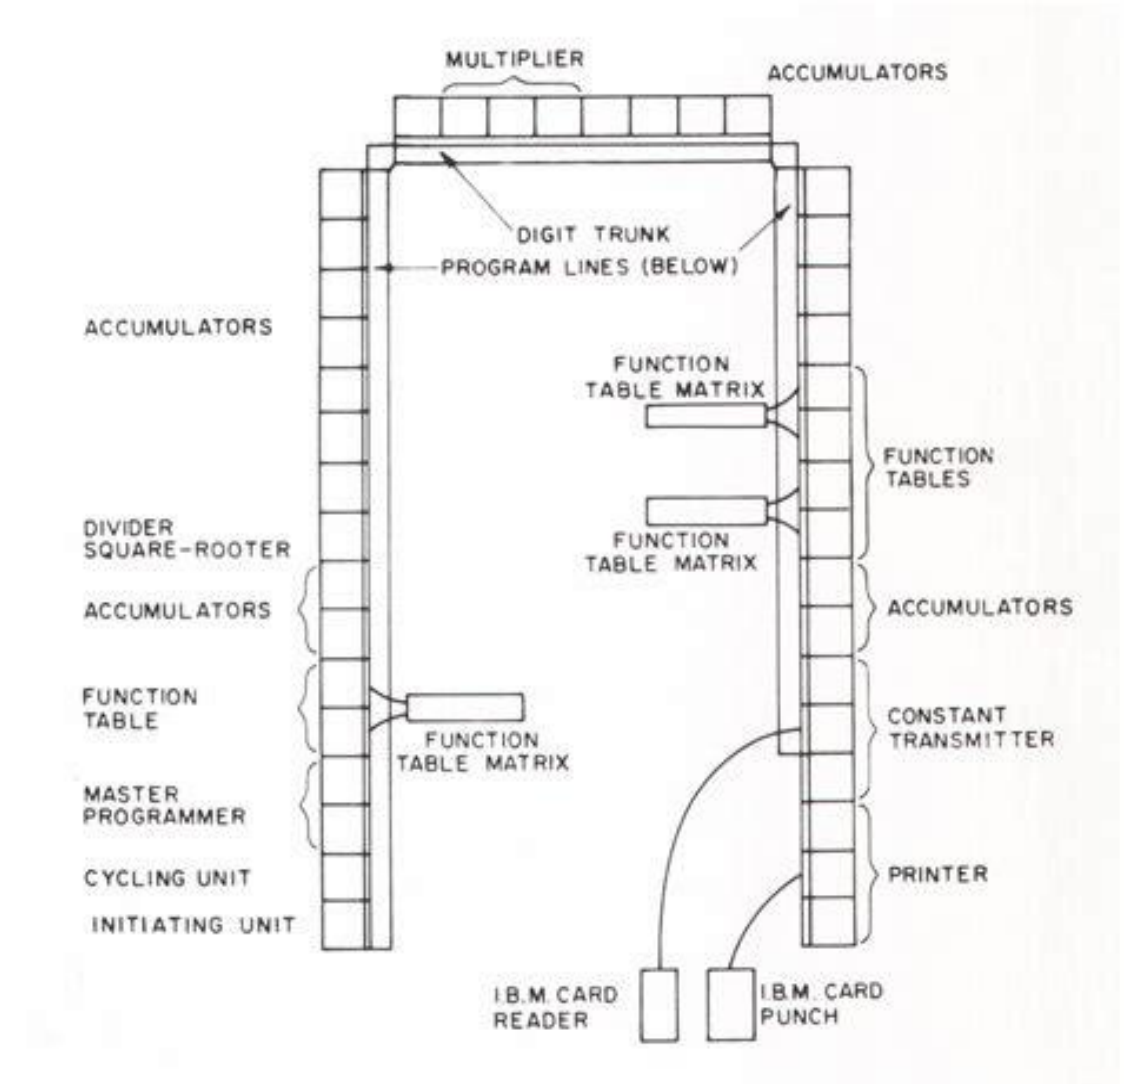 MULTIPLIER
ACCUMULATORS
DIGIT TRUNK
PROGRAM LINES (BELOW)
ACCUMULATORS
FUNCTION
TABLE MATRIX
FUNCTION
TABLES
DIVIDER
SQUARE-ROOTER
FUNCTION
TABLE MATRIX
ACCUMULATORS
ACCUMULATORS
FUNCTION
TABLE
FUNCTION
TABLE MATRIX
CONSTANT
TRANSMITTER
MASTER
PROGRAMMER
CYCLING UNIT
PRINTER
INITIATING UNIT
I.B.M. CARD
READER
I.B.M. CARD
PUNCH